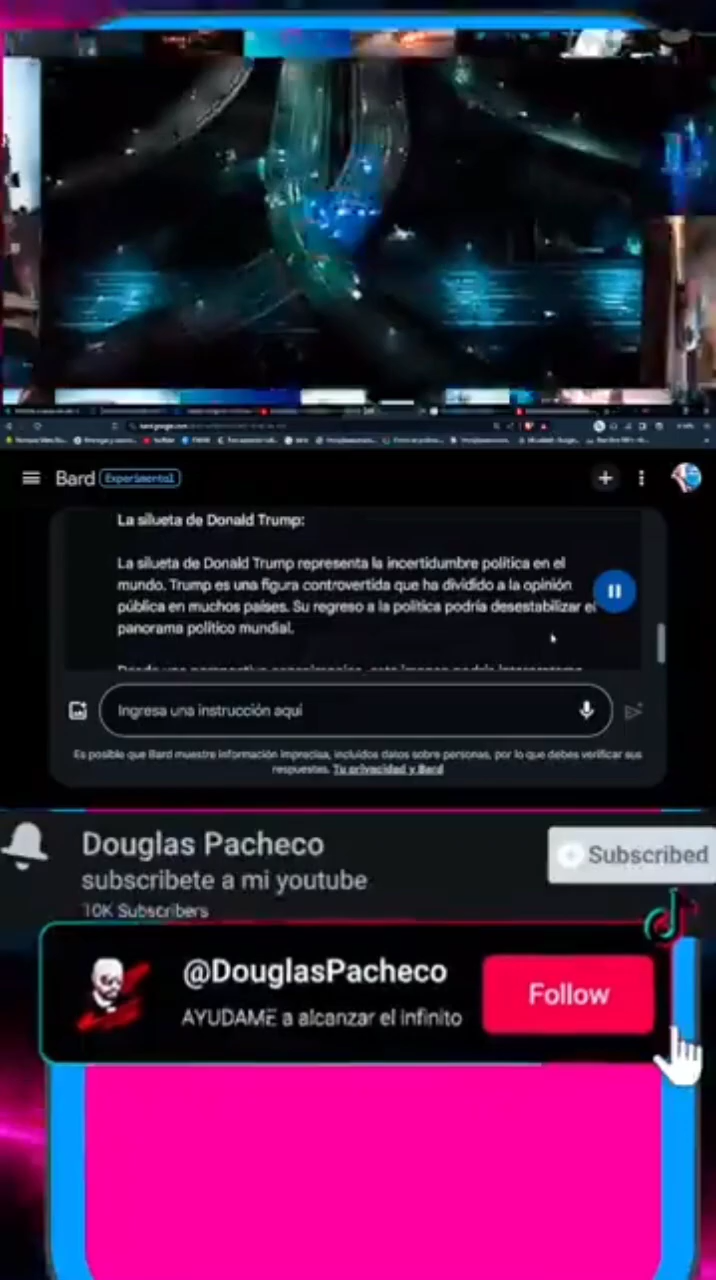 Bard Experimental
La silueta de Donald Trump:
La silueta de Donald Trump representa la incertidumbre política en el
mundo. Trump es una figura controvertida que ha dividido a la opinión
pública en muchos países. Su regreso a la política podría desestabilizar el
panorama político mundial.
Ingresa una instrucción aquí
Es posible que Bard muestre información imprecisa, incluidos datos sobre personas, por lo que debes verificar sus
respuestas. Tu privacidad y Bard
Douglas Pacheco
Subscribed
subscribete a mi youtube
10K Subscribers
@DouglasPacheco
Follow
AYUDAME a alcanzar el infinito